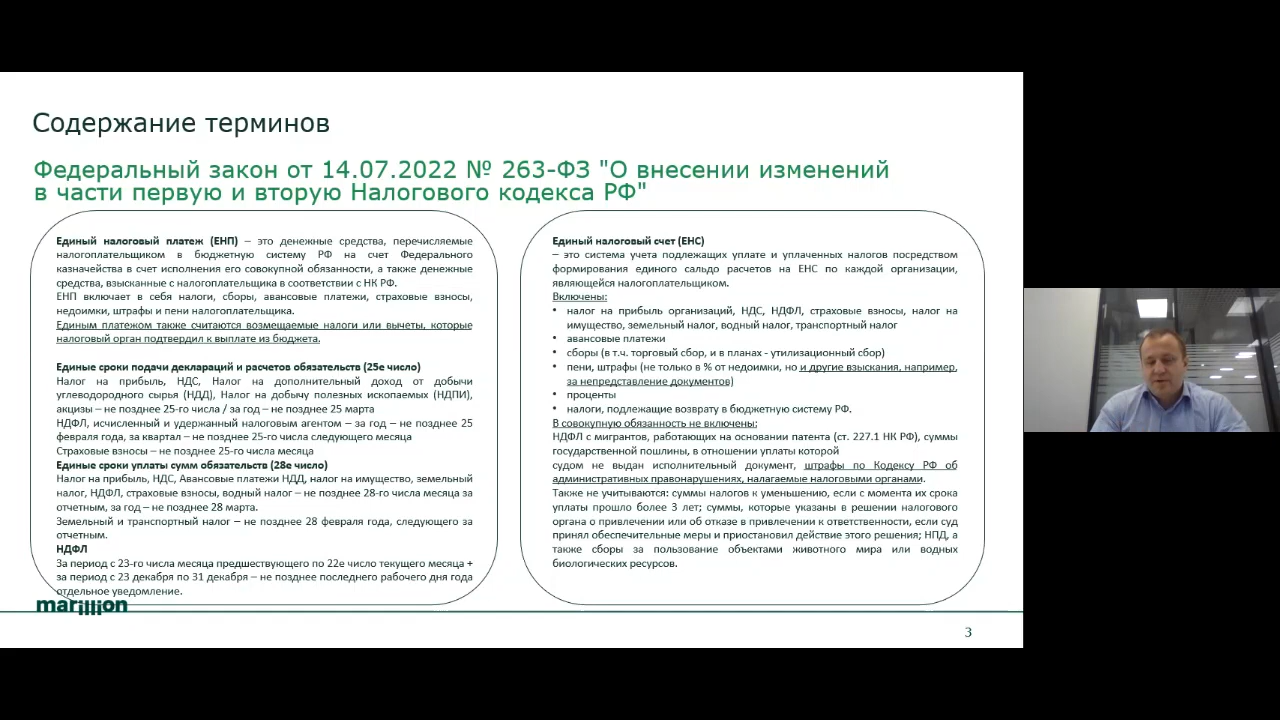 Содержание терминов
Федеральный закон от 14.07.2022 № 263-ФЗ "О внесении изменений
в части первую и вторую Налогового кодекса РФ"
Единый налоговый платеж (ЕНП) – это денежные средства, перечисляемые
налогоплательщиком в бюджетную систему РФ на счет Федерального
казначейства в счет исполнения его совокупной обязанности, а также денежные
средства, взысканные с налогоплательщика в соответствии с НК РФ.
ЕНП включает в себя налоги, сборы, авансовые платежи, страховые взносы,
недоимки, штрафы и пени налогоплательщика.
Единым платежом также считаются возмещаемые налоги или вычеты, которые
налоговый орган подтвердил к выплате из бюджета.
Единые сроки подачи деклараций и расчетов обязательств (25е число)
Налог на прибыль, НДС, Налог на дополнительный доход от добычи
углеводородного сырья (НДД), Налог на добычу полезных ископаемых (НДПИ),
акцизы – не позднее 25-го числа / за год – не позднее 25 марта
НДФЛ, исчисленный и удержанный налоговым агентом – за год – не позднее 25
февраля года, за квартал – не позднее 25-го числа следующего месяца
Страховые взносы – не позднее 25-го числа месяца
Единые сроки уплаты сумм обязательств (28е число)
Налог на прибыль, НДС, Авансовые платежи НДД, налог на имущество, земельный
налог, НДФЛ, страховые взносы, водный налог – не позднее 28-го числа месяца за
отчетным, за год – не позднее 28 марта.
Земельный и транспортный налог – не позднее 28 февраля года, следующего за
отчетным.
НДФЛ
За период с 23-го числа месяца предшествующего по 22е число текущего месяца +
за период с 23 декабря по 31 декабря – не позднее последнего рабочего дня года
отдельное уведомление.
Единый налоговый счет (ЕНС)
– это система учета подлежащих уплате и уплаченных налогов посредством
формирования единого сальдо расчетов на ЕНС по каждой организации,
являющейся налогоплательщиком.
Включены:
• налог на прибыль организаций, НДС, НДФЛ, страховые взносы, налог на
имущество, земельный налог, водный налог, транспортный налог
• авансовые платежи
• сборы (в т.ч. торговый сбор, и в планах - утилизационный сбор)
• пени, штрафы (не только в % от недоимки, но и другие взыскания, например,
за непредставление документов)
• проценты
• налоги, подлежащие возврату в бюджетную систему РФ.
В совокупную обязанность не включены:
НДФЛ с мигрантов, работающих на основании патента (ст. 227.1 НК РФ), суммы
государственной пошлины, в отношении уплаты которой
судом не выдан исполнительный документ, штрафы по Кодексу РФ об
административных правонарушениях, налагаемые налоговыми органами.
Также не учитываются: суммы налогов к уменьшению, если с момента их срока
уплаты прошло более 3 лет; суммы, которые указаны в решении налогового
органа о привлечении или об отказе в привлечении к ответственности, если суд
принял обеспечительные меры и приостановил действие этого решения; НПД, а
также сборы за пользование объектами животного мира или водных
биологических ресурсов.
marillion
3